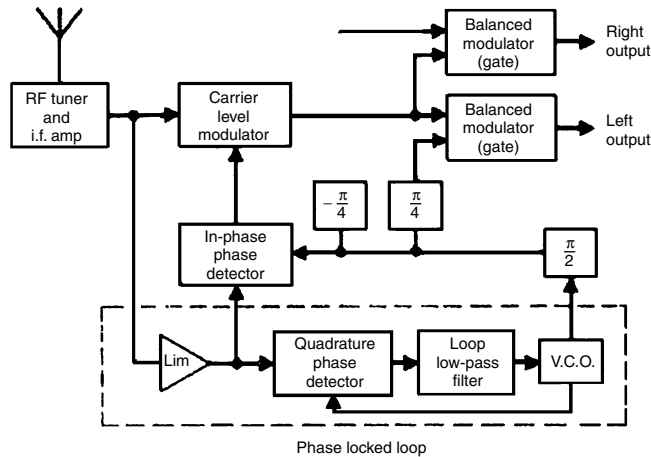 Balanced
modulator
(gate)
Right
output
RF tuner
and
i.f. amp
Carrier
level
modulator
Balanced
modulator
(gate)
Left
output
− π/4
π/4
In-phase
phase
detector
π/2
Lim
Quadrature
phase
detector
Loop
low-pass
filter
V.C.O.
Phase locked loop